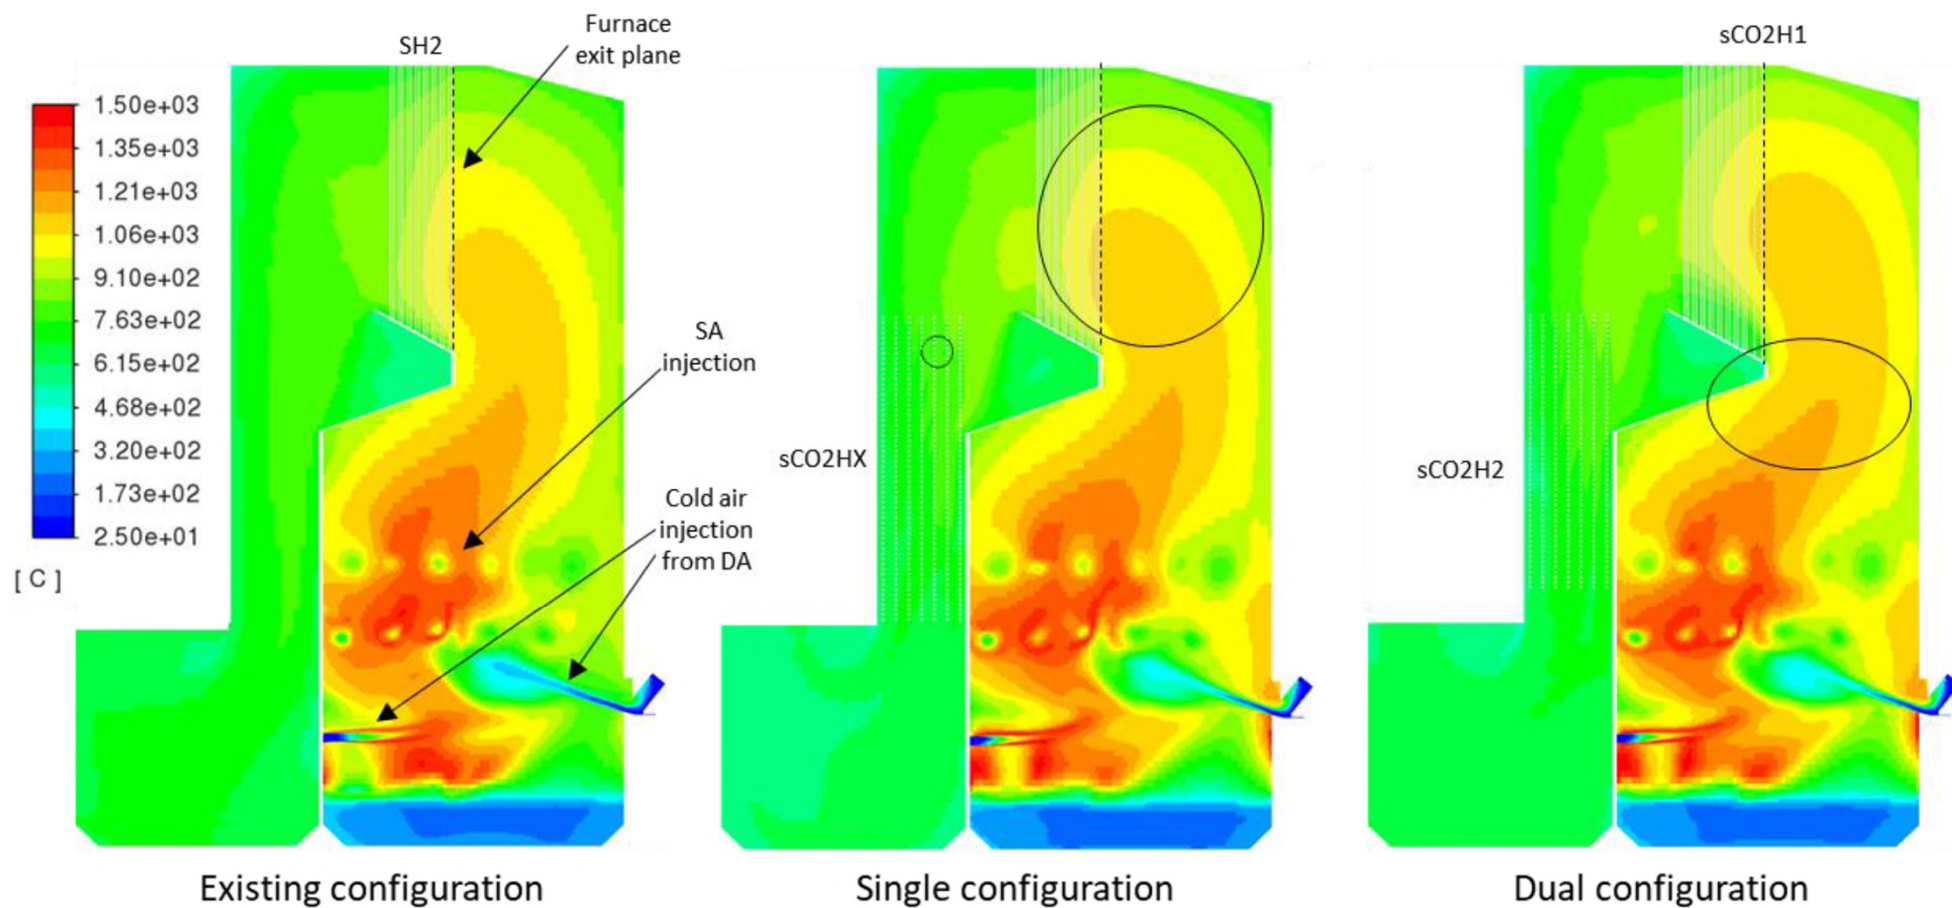 SH2
Furnace
exit plane
sCO2H1
1.50e+03
1.35e+03
1.21e+03
1.06e+03
9.10e+02
7.63e+02
6.15e+02
4.68e+02
3.20e+02
1.73e+02
2.50e+01
[ C ]
SA
injection
Cold air
injection
from DA
sCO2HX
sCO2H2
Existing configuration
Single configuration
Dual configuration